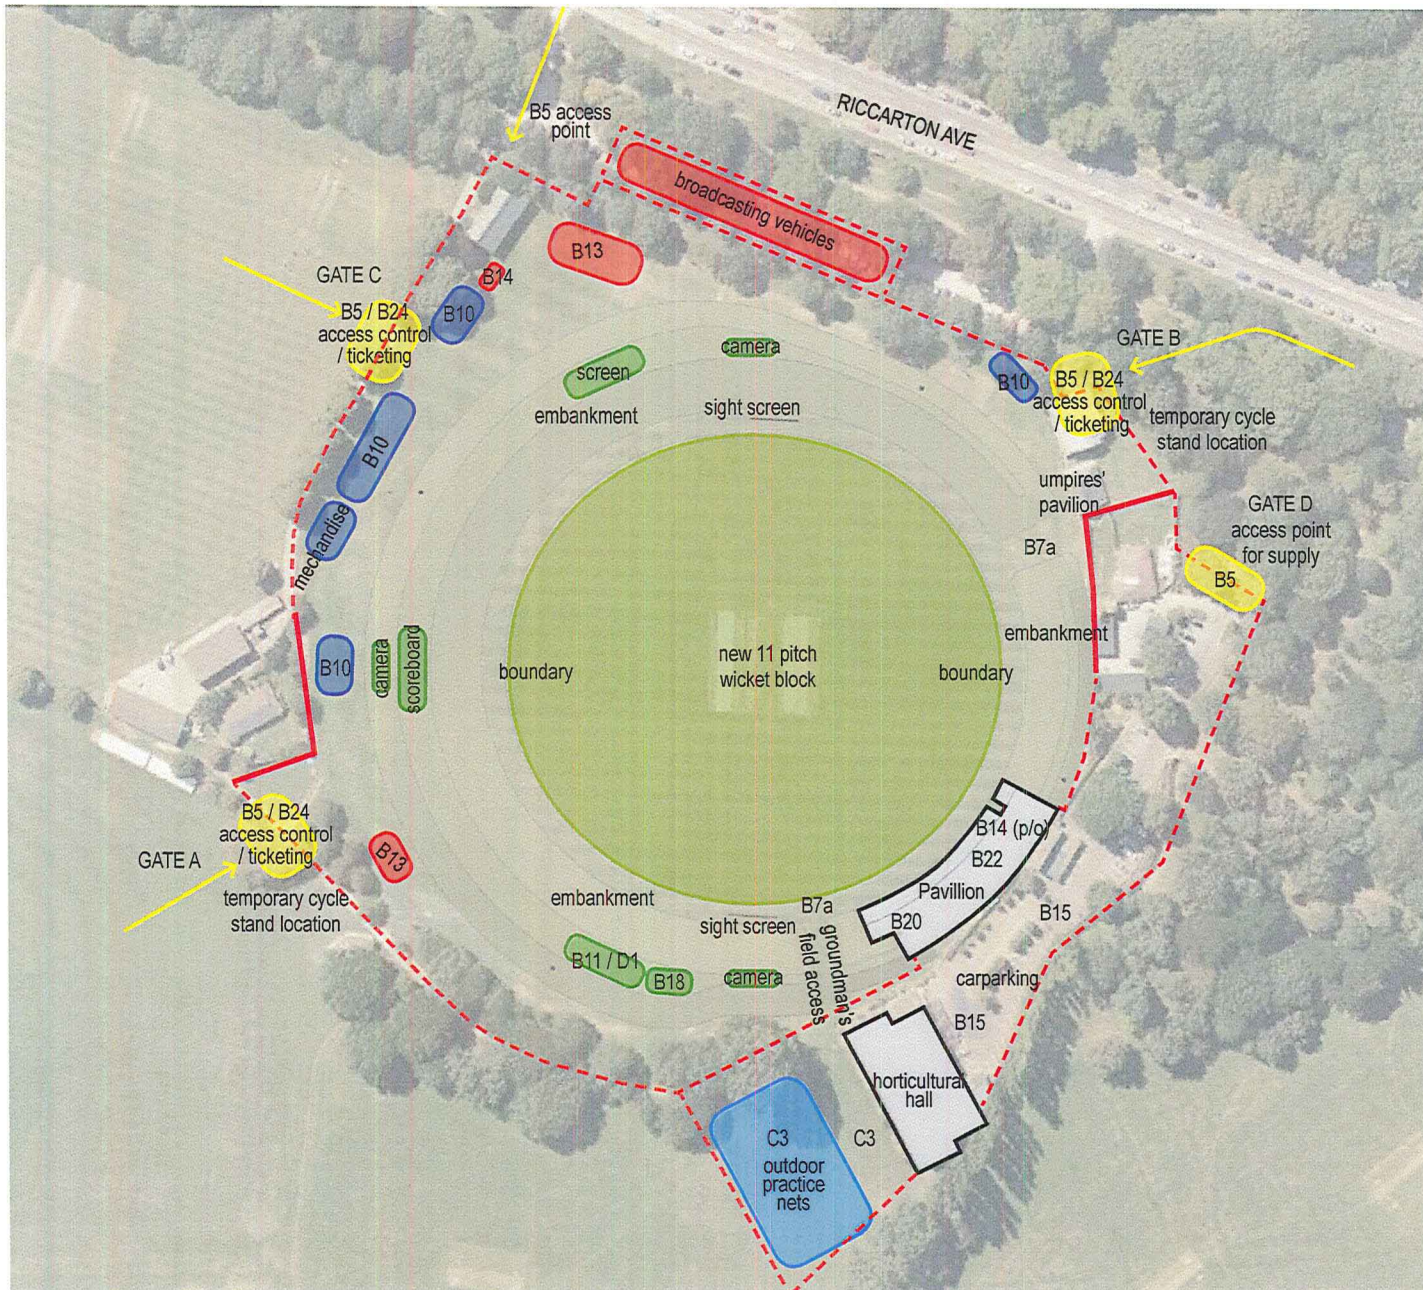 RICCARTON AVE
B5 access
point
broadcasting vehicles
B13
GATE C
B14
B10
B5 / B24
access control
/ ticketing
camera
screen
embankment
sight screen
GATE B
B10
B5 / B24
access control
/ ticketing
temporary cycle
stand location
B10
umpires'
pavilion
GATE D
access point
for supply
mechandise
B7a
B5
embankment
B10
camera
scoreboard
boundary
new 11 pitch
wicket block
boundary
B5 / B24
access control
/ ticketing
GATE A
temporary cycle
stand location
B13
B14 (p/o)
B22
Pavillion
B20
B15
embankment
sight screen
B7a
groundman's
field access
B11 / D1
B18
camera
carparking
B15
horticultural
hall
C3
outdoor
practice
nets
C3